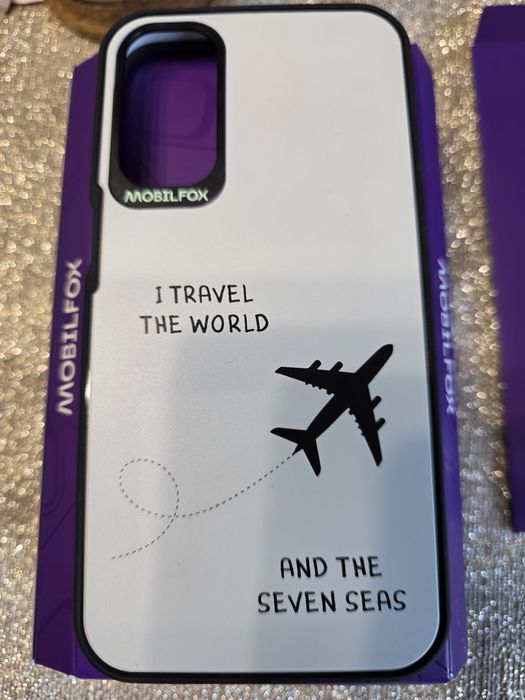 MOBILFOX
MOBILFOX
MOBILFOX
I TRAVEL
THE WORLD
AND THE
SEVEN SEAS